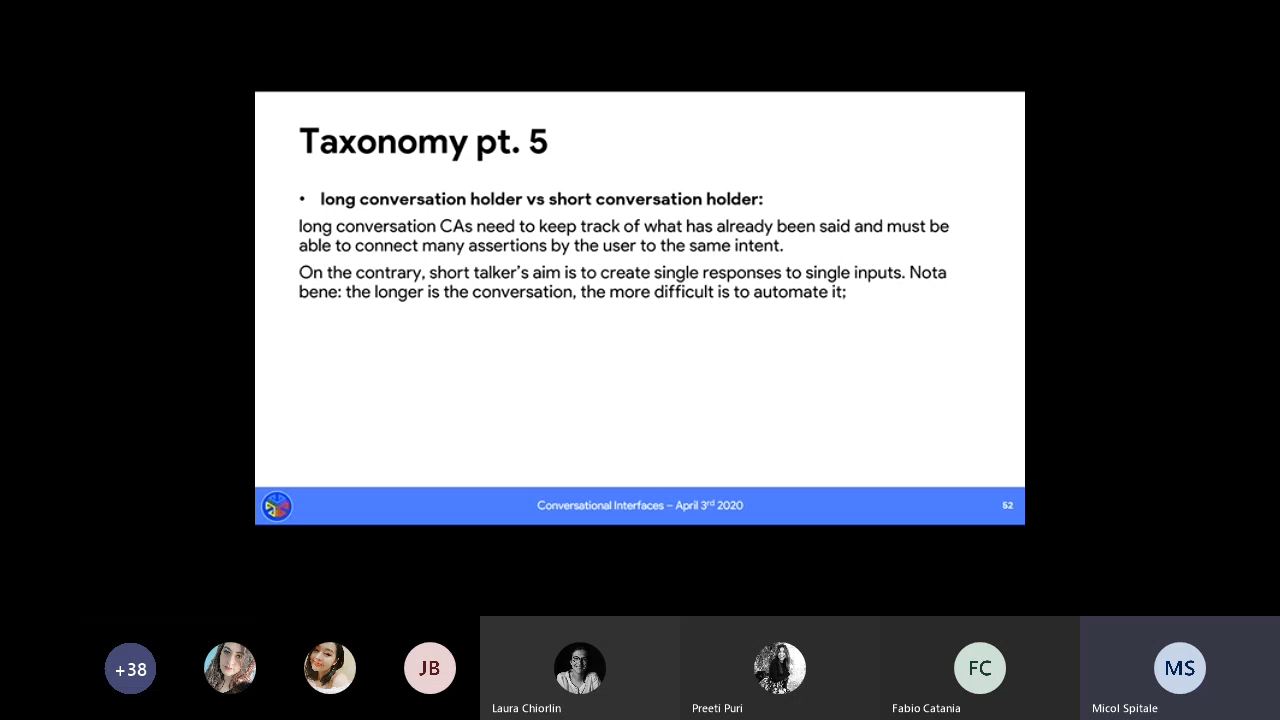 Taxonomy pt. 5
• long conversation holder vs short conversation holder:
long conversation CAs need to keep track of what has already been said and must be
able to connect many assertions by the user to the same intent.
On the contrary, short talker's aim is to create single responses to single inputs. Nota
bene: the longer is the conversation, the more difficult is to automate it;
Conversational Interfaces – April 3rd 2020
52
+38
JB
FC
MS
Laura Chiorlin
Preeti Puri
Fabio Catania
Micol Spitale